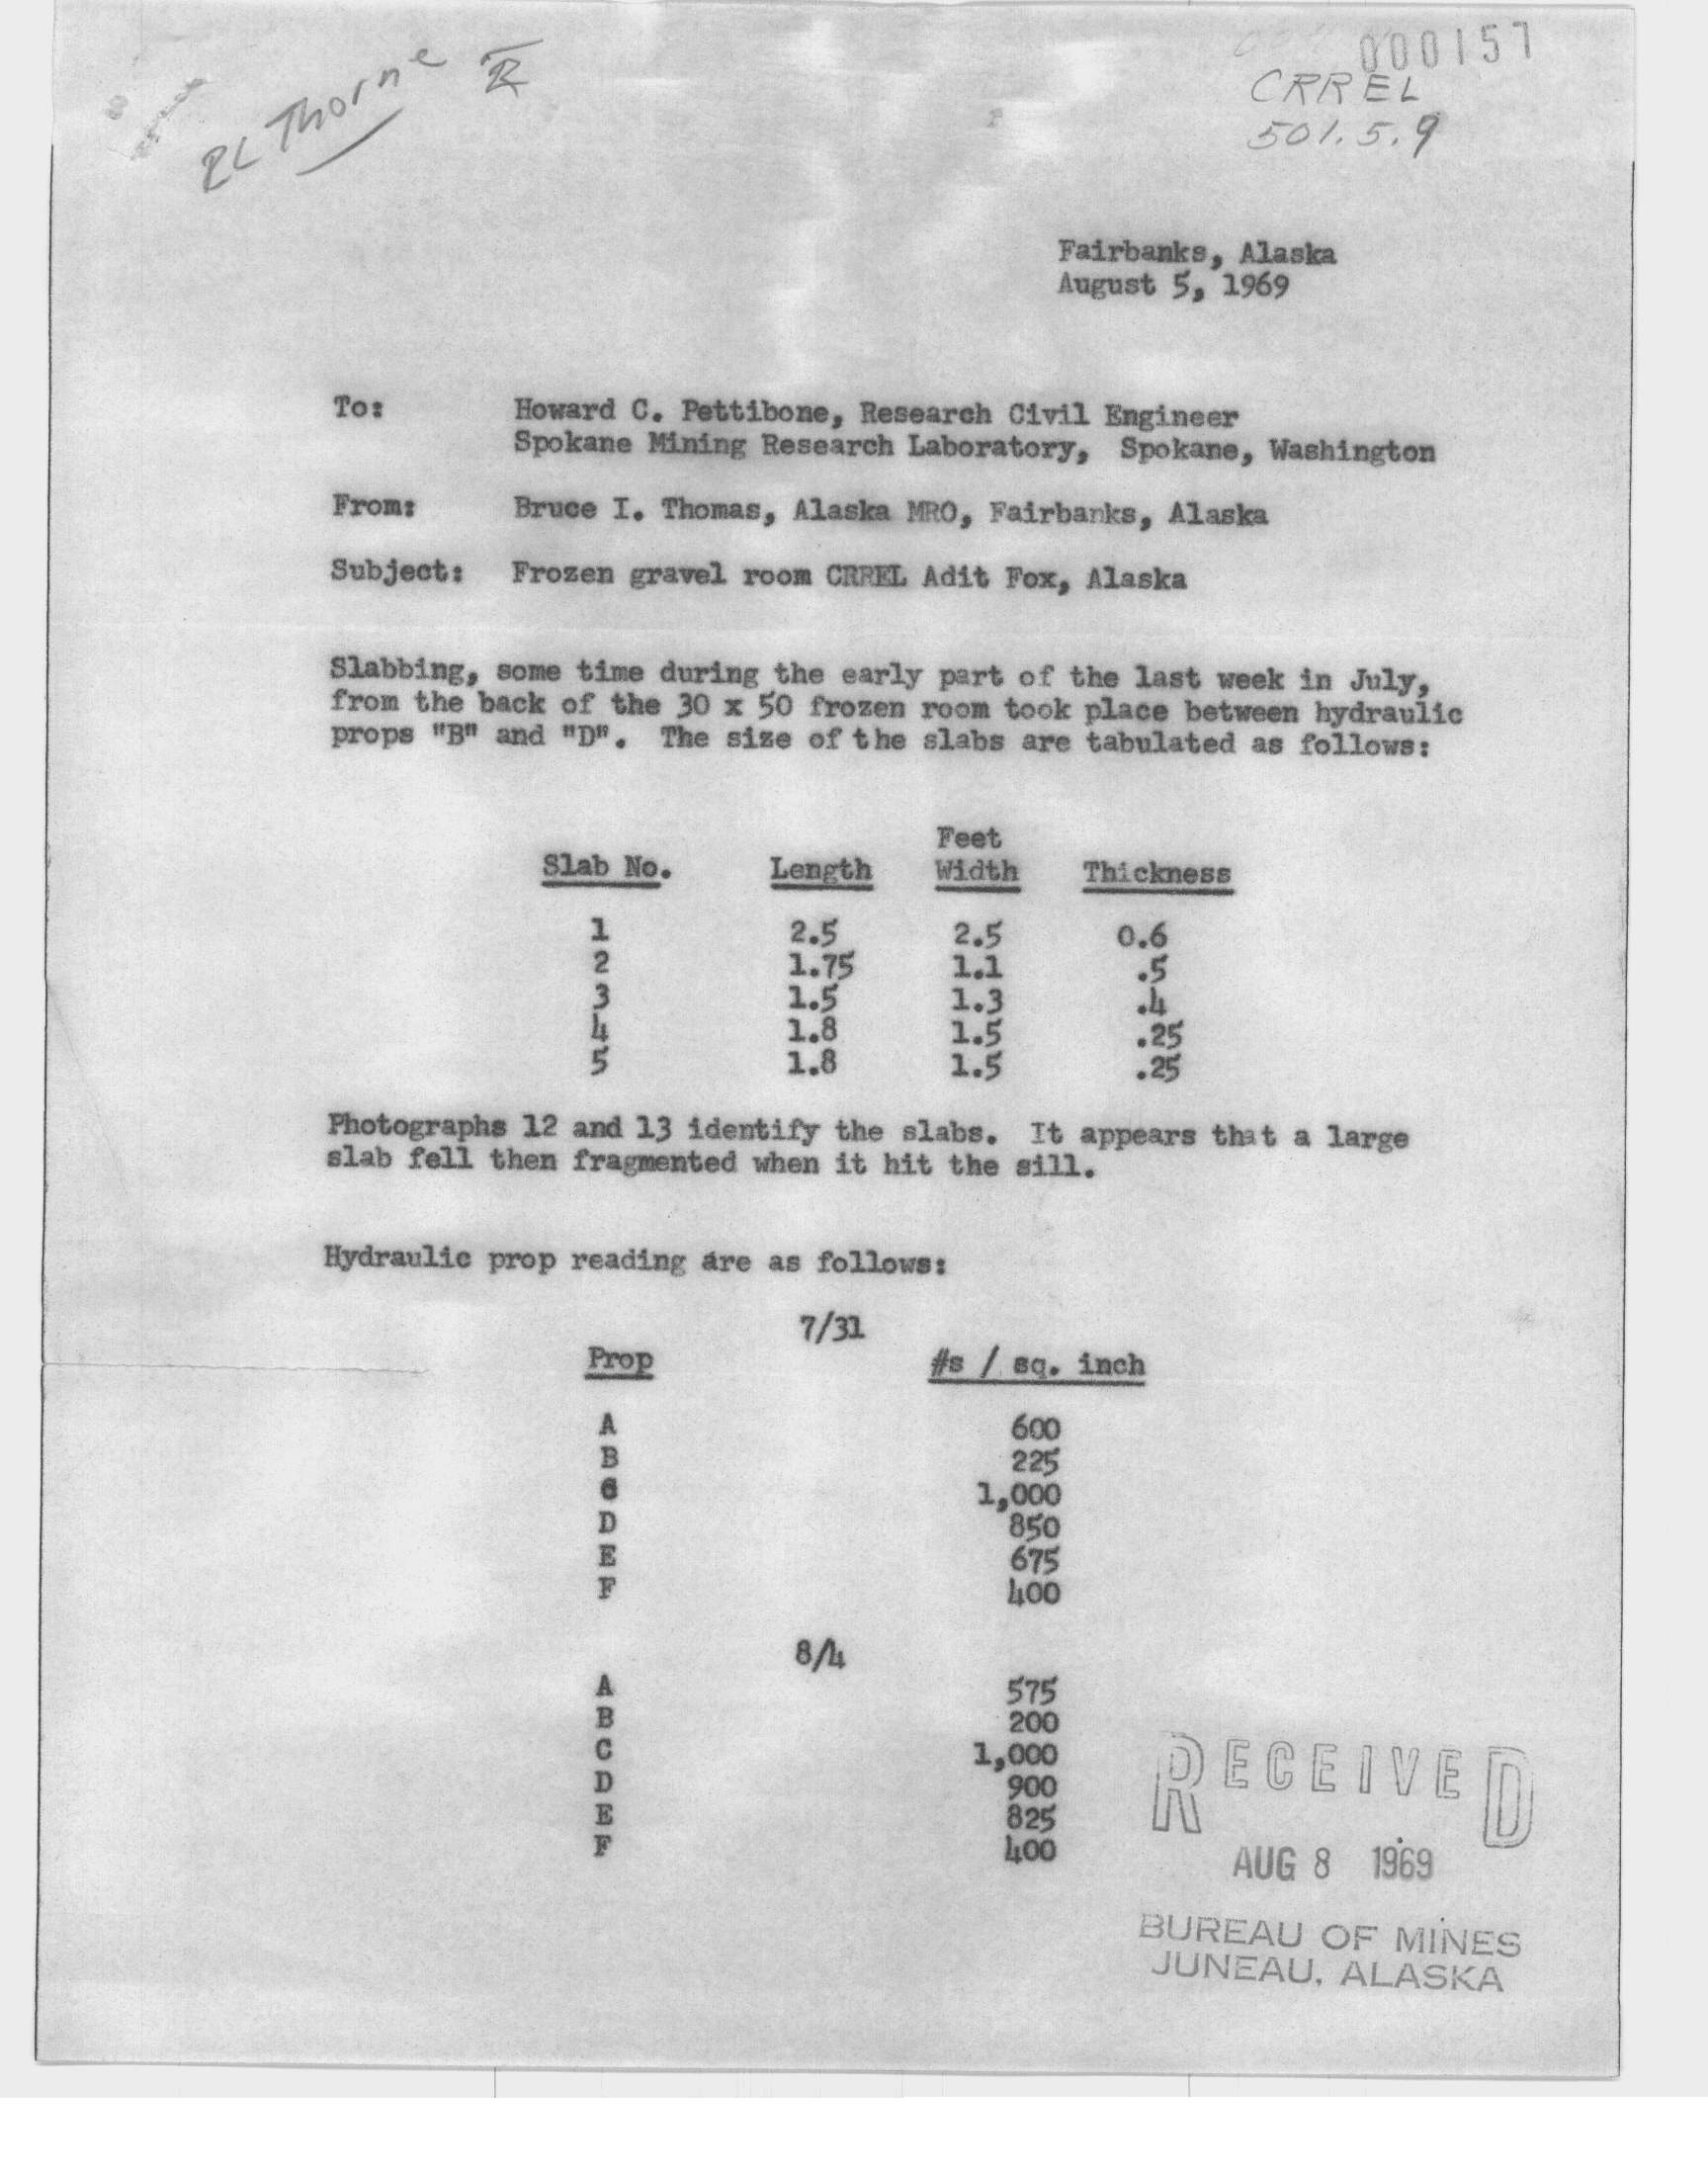 000157
RL Thorne
CRREL
501.5.9
Fairbanks, Alaska
August 5, 1969
To: Howard C. Pettibone, Research Civil Engineer
Spokane Mining Research Laboratory, Spokane, Washington
From: Bruce I. Thomas, Alaska MRO, Fairbanks, Alaska
Subject: Frozen gravel room CRREL Adit Fox, Alaska
Slabbing, some time during the early part of the last week in July,
from the back of the 30 x 50 frozen room took place between hydraulic
props "B" and "D". The size of the slabs are tabulated as follows:
Feet
Slab No. Length Width Thickness
1 2.5 2.5 0.6
2 1.75 1.1 .5
3 1.5 1.3 .4
4 1.8 1.5 .25
5 1.8 1.5 .25
Photographs 12 and 13 identify the slabs. It appears that a large
slab fell then fragmented when it hit the sill.
Hydraulic prop reading are as follows:
7/31
Prop #s / sq. inch
A 600
B 225
C 1,000
D 850
E 675
F 400
8/4
A 575
B 200
C 1,000
D 900
E 825
F 400
RECEIVED
AUG 8 1969
BUREAU OF MINES
JUNEAU, ALASKA